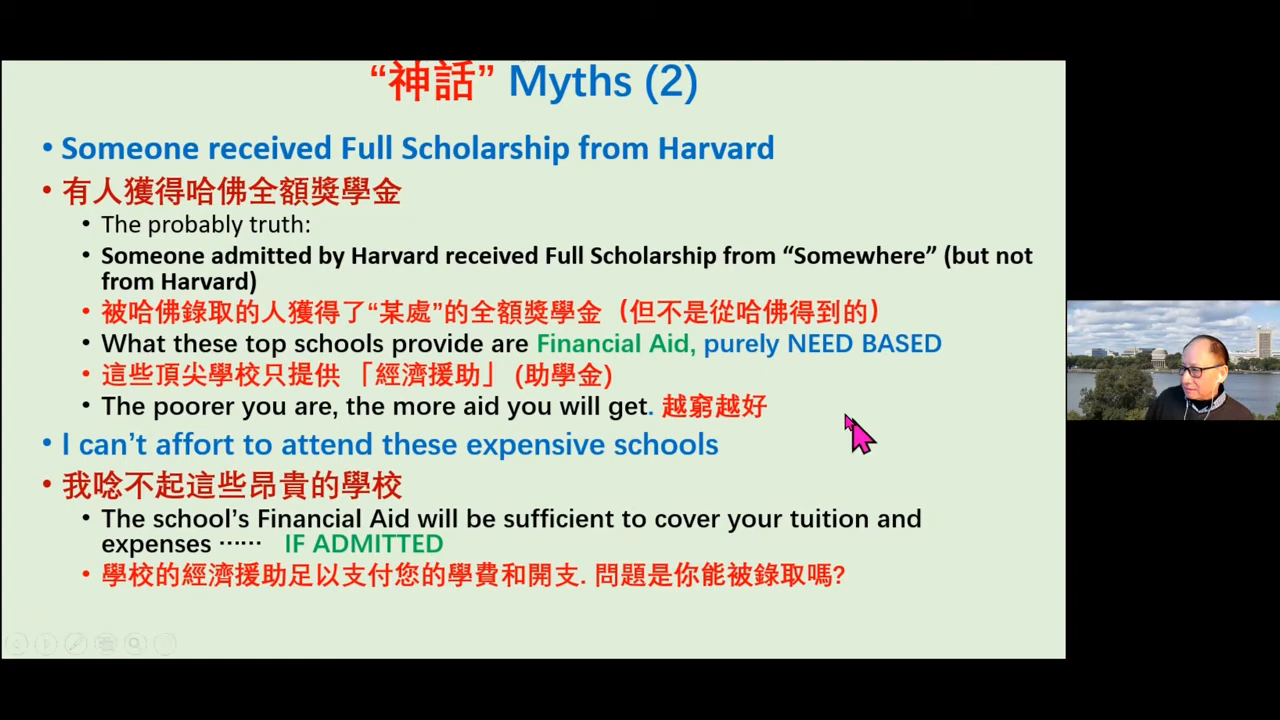 “神話” Myths (2)
• Someone received Full Scholarship from Harvard
• 有人獲得哈佛全額獎學金
• The probably truth:
• Someone admitted by Harvard received Full Scholarship from “Somewhere” (but not
from Harvard)
• 被哈佛錄取的人獲得了“某處”的全額獎學金（但不是從哈佛得到的）
• What these top schools provide are Financial Aid, purely NEED BASED
• 這些頂尖學校只提供 「經濟援助」 (助學金)
• The poorer you are, the more aid you will get. 越窮越好
• I can’t affort to attend these expensive schools
• 我唸不起這些昂貴的學校
• The school’s Financial Aid will be sufficient to cover your tuition and
expenses ⋯⋯ IF ADMITTED
• 學校的經濟援助足以支付您的學費和開支. 問題是你能被錄取嗎?